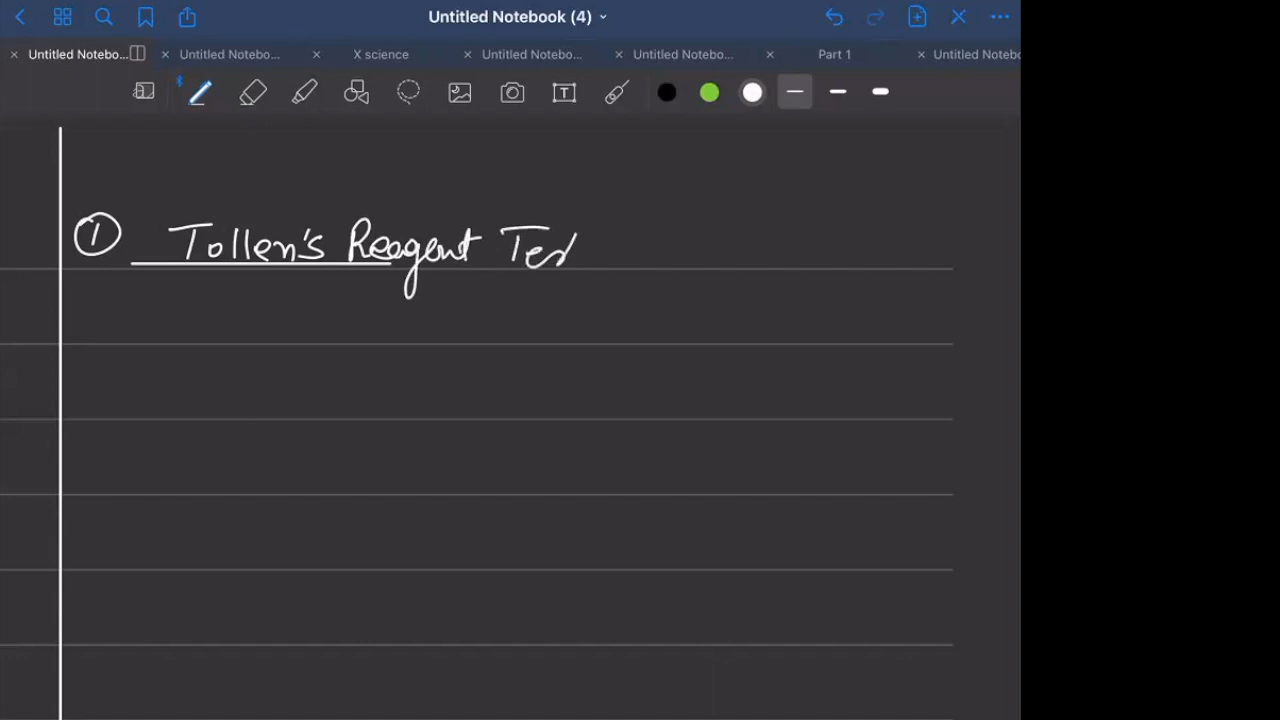 Untitled Notebook (4)
Untitled Notebo... Untitled Notebo... X science Untitled Notebo... Untitled Notebo... Part 1 Untitled Notebo
T
① Tollen's Reagent Tes